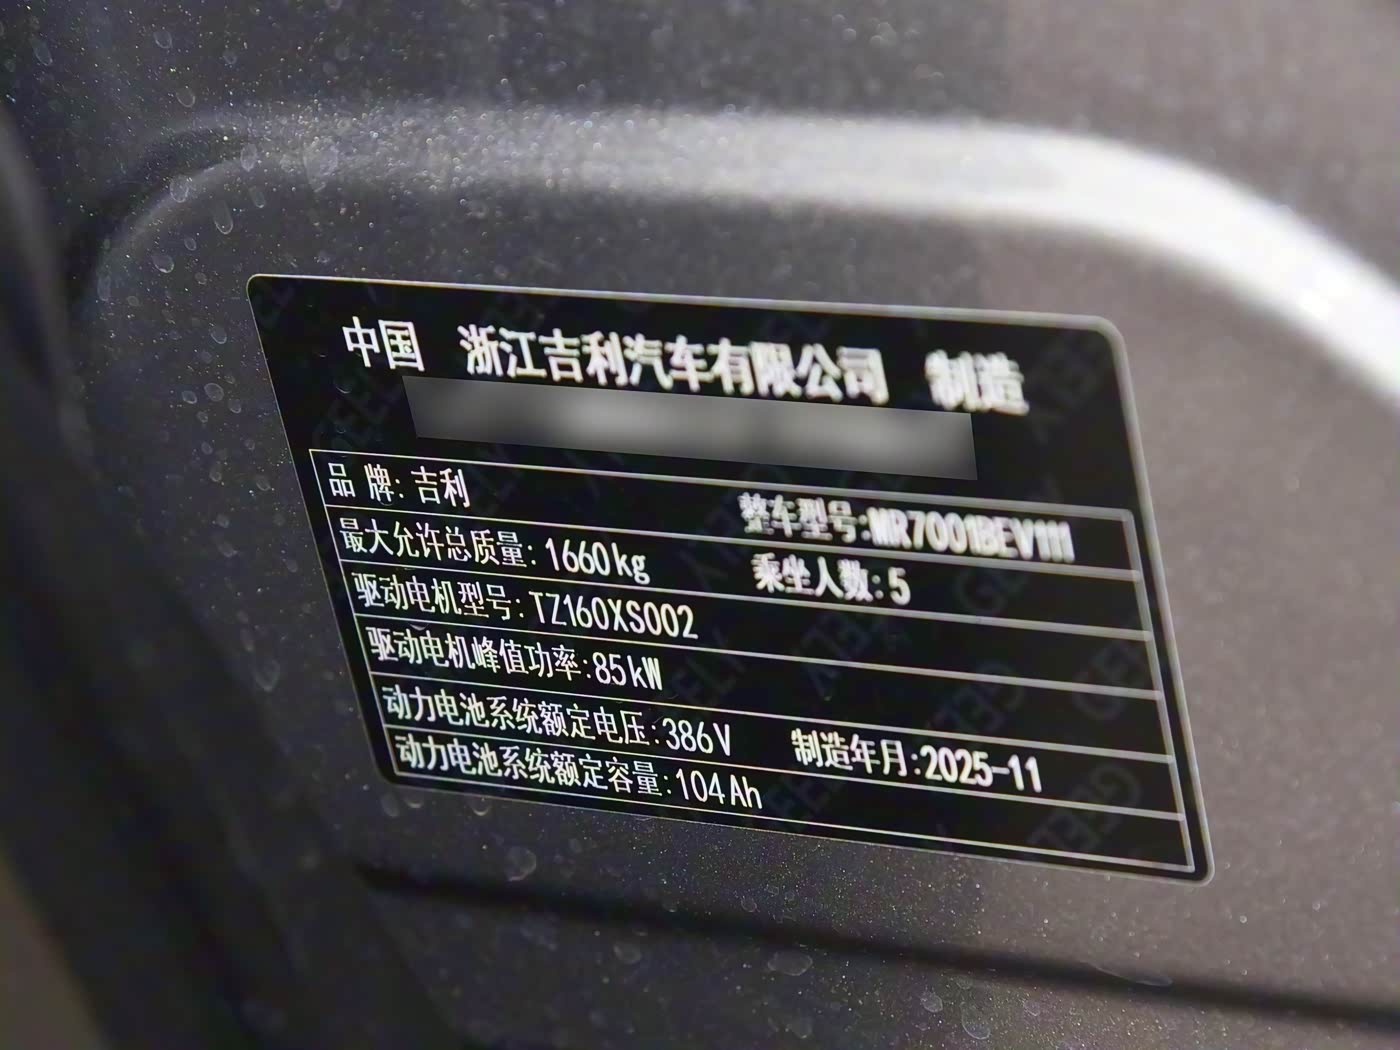 中国 浙江吉利汽车有限公司 制造
品 牌: 吉利 整车型号:MR7001BEV111
最大允许总质量: 1660kg 乘坐人数: 5
驱动电机型号: TZ160XS002
驱动电机峰值功率:85kW
动力电池系统额定电压:386V 制造年月:2025-11
动力电池系统额定容量:104Ah